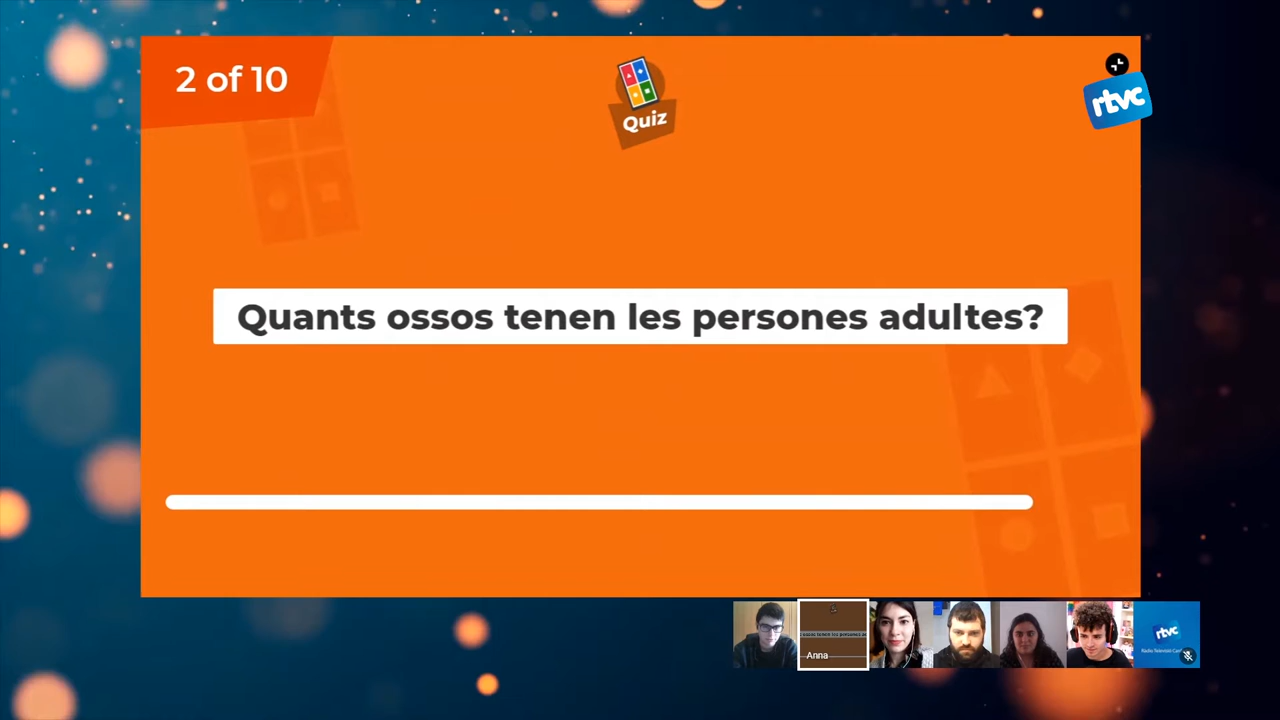 2 of 10
Quiz
rtvc
Quants ossos tenen les persones adultes?
Anna
rtvc